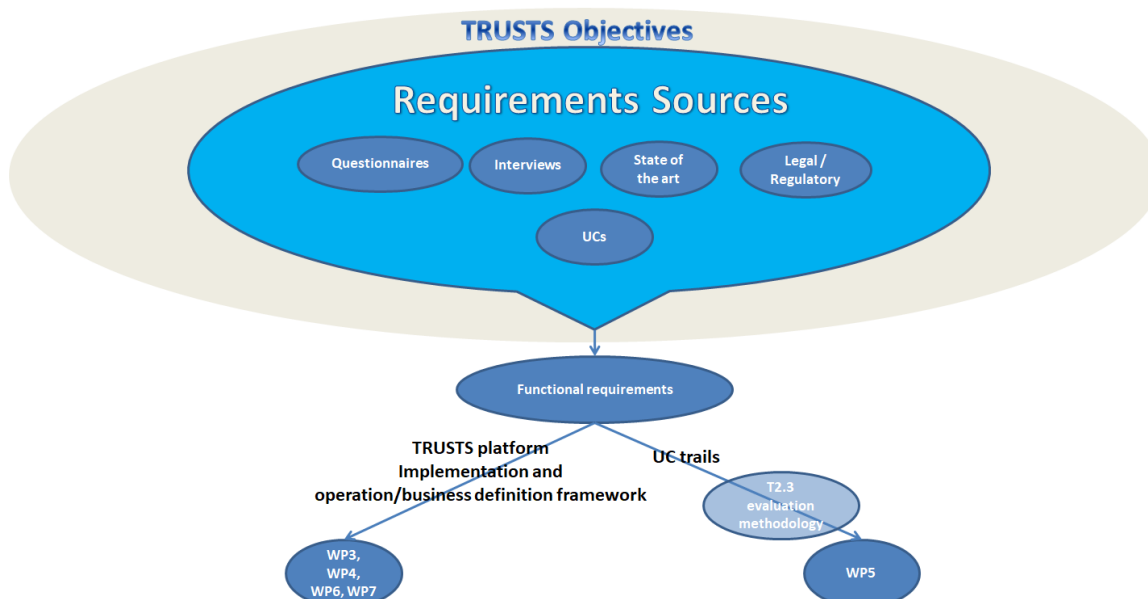 TRUSTS Objectives
Requirements Sources
Questionnaires
Interviews
State of
the art
Legal /
Regulatory
UCs
Functional requirements
TRUSTS platform
Implementation and
operation/business definition framework
UC trails
T2.3
evaluation
methodology
WP3,
WP4,
WP6, WP7
WP5